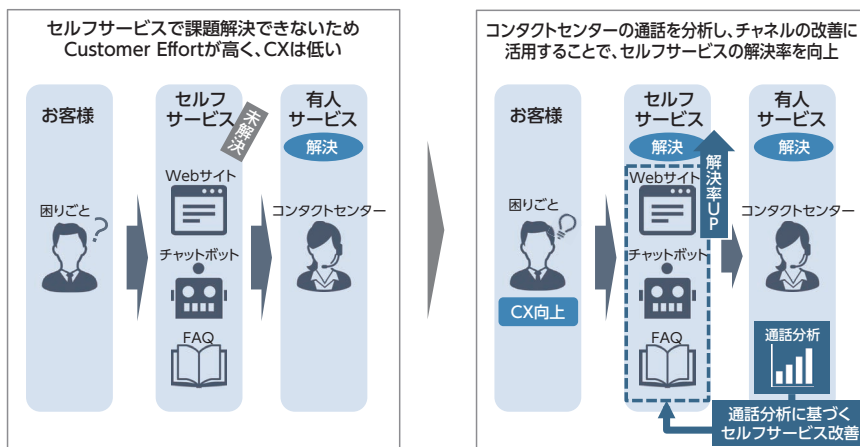 セルフサービスで課題解決できないため
Customer Effortが高く、CXは低い
お客様
セルフ
サービス
未解決
有人
サービス
解決
Webサイト
困りごと
コンタクトセンター
チャットボット
FAQ
コンタクトセンターの通話を分析し、チャネルの改善に
活用することで、セルフサービスの解決率を向上
お客様
セルフ
サービス
解決
有人
サービス
解決
解決率UP
Webサイト
困りごと
コンタクトセンター
チャットボット
CX向上
FAQ
通話分析
通話分析に基づく
セルフサービス改善